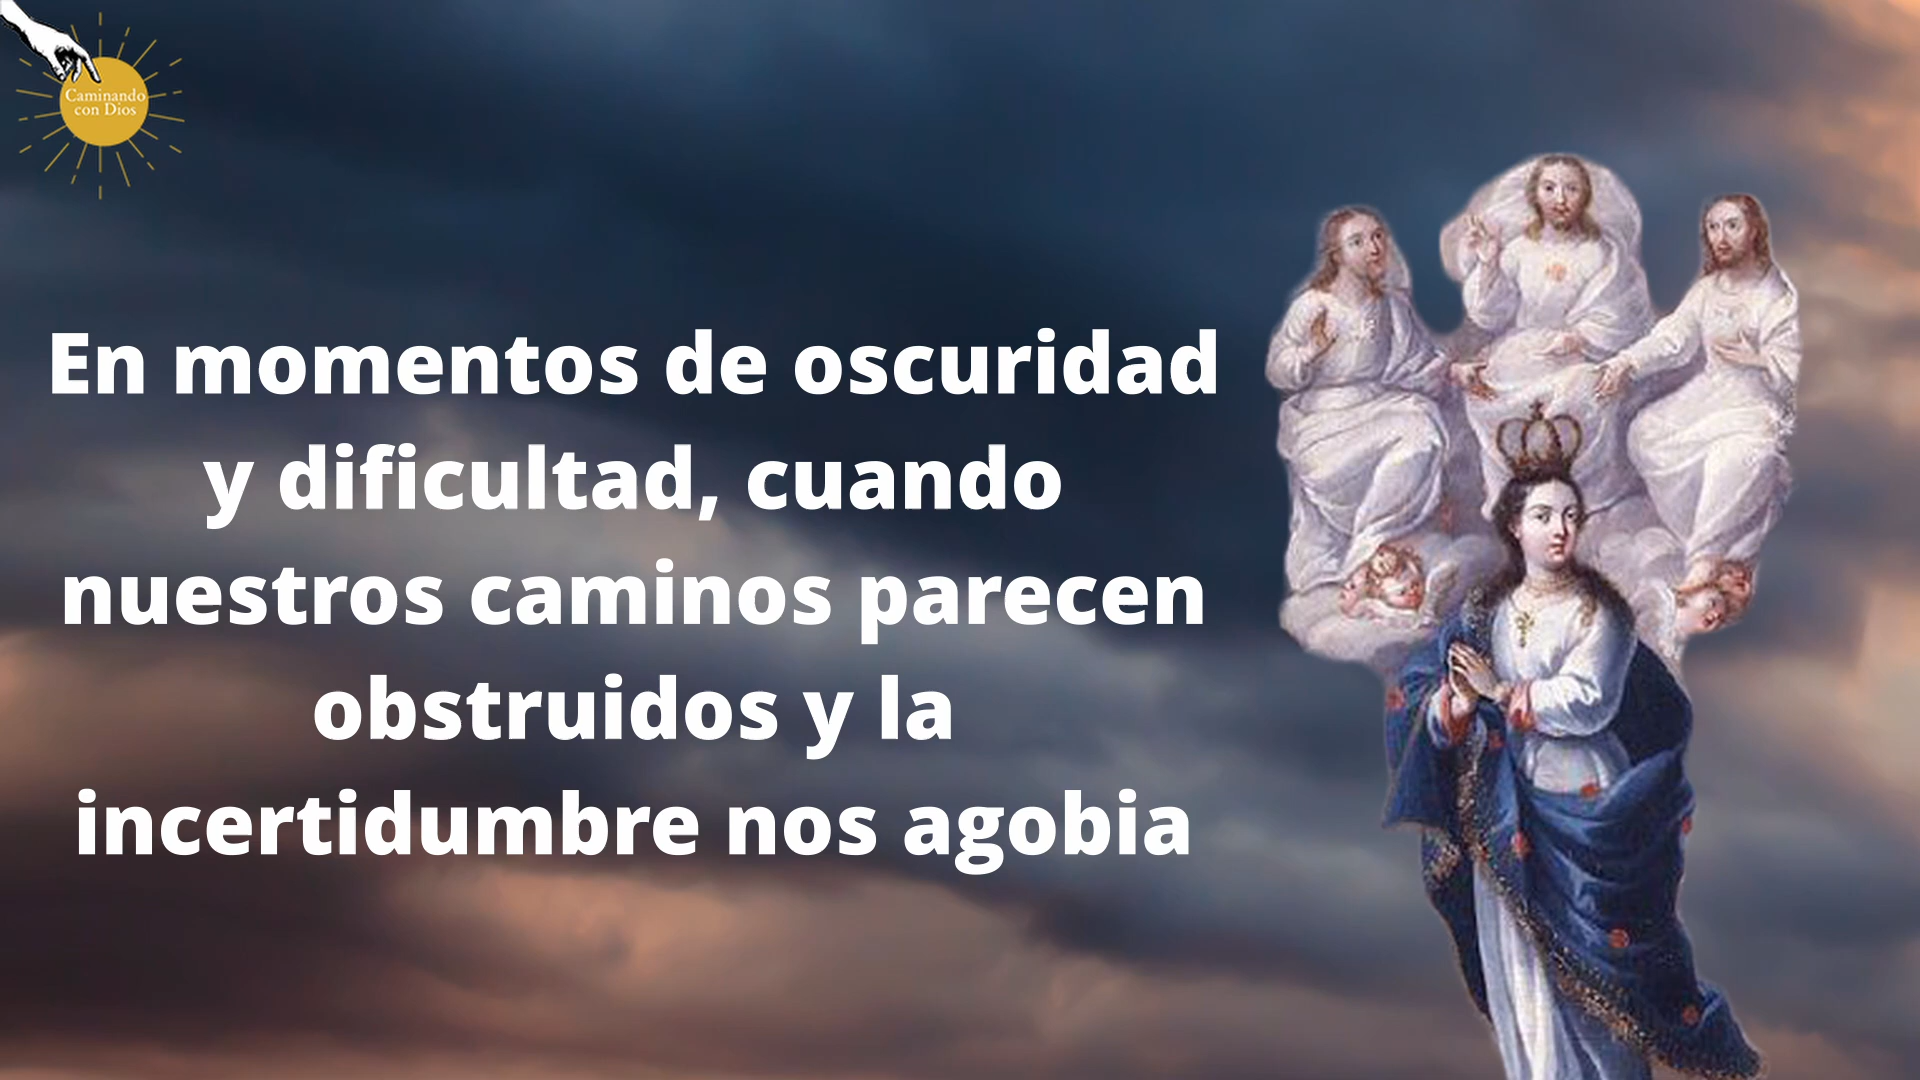 Caminando
con Dios
En momentos de oscuridad
y dificultad, cuando
nuestros caminos parecen
obstruidos y la
incertidumbre nos agobia